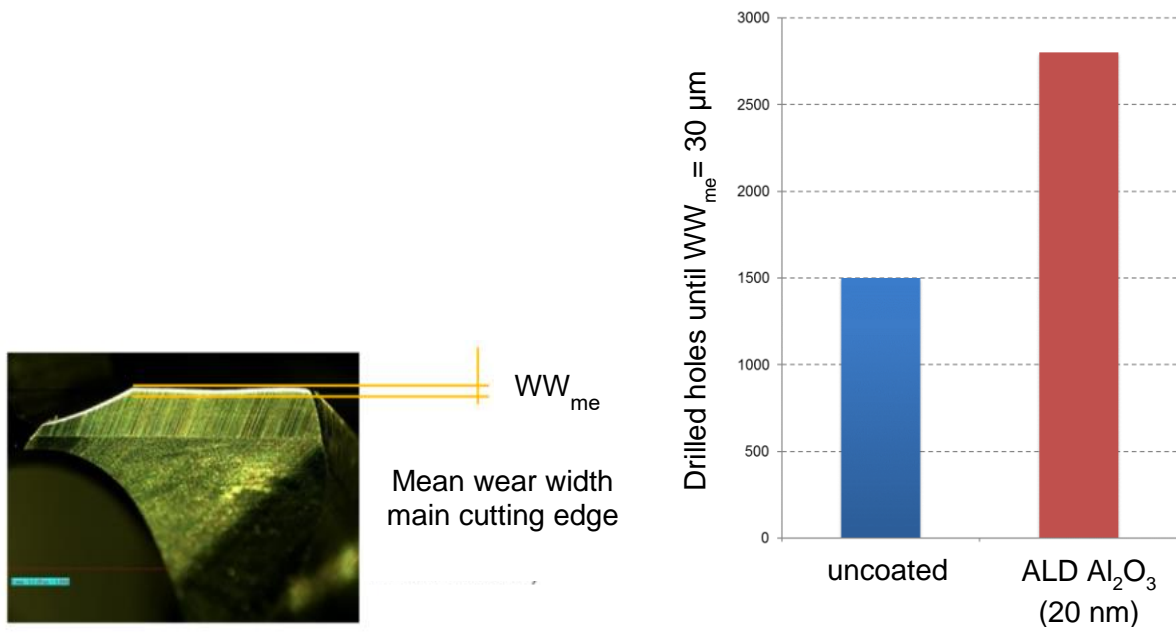 WW_me
Mean wear width
main cutting edge
Drilled holes until WW_me = 30 µm
3000
2500
2000
1500
1000
500
0
uncoated
ALD Al₂O₃
(20 nm)